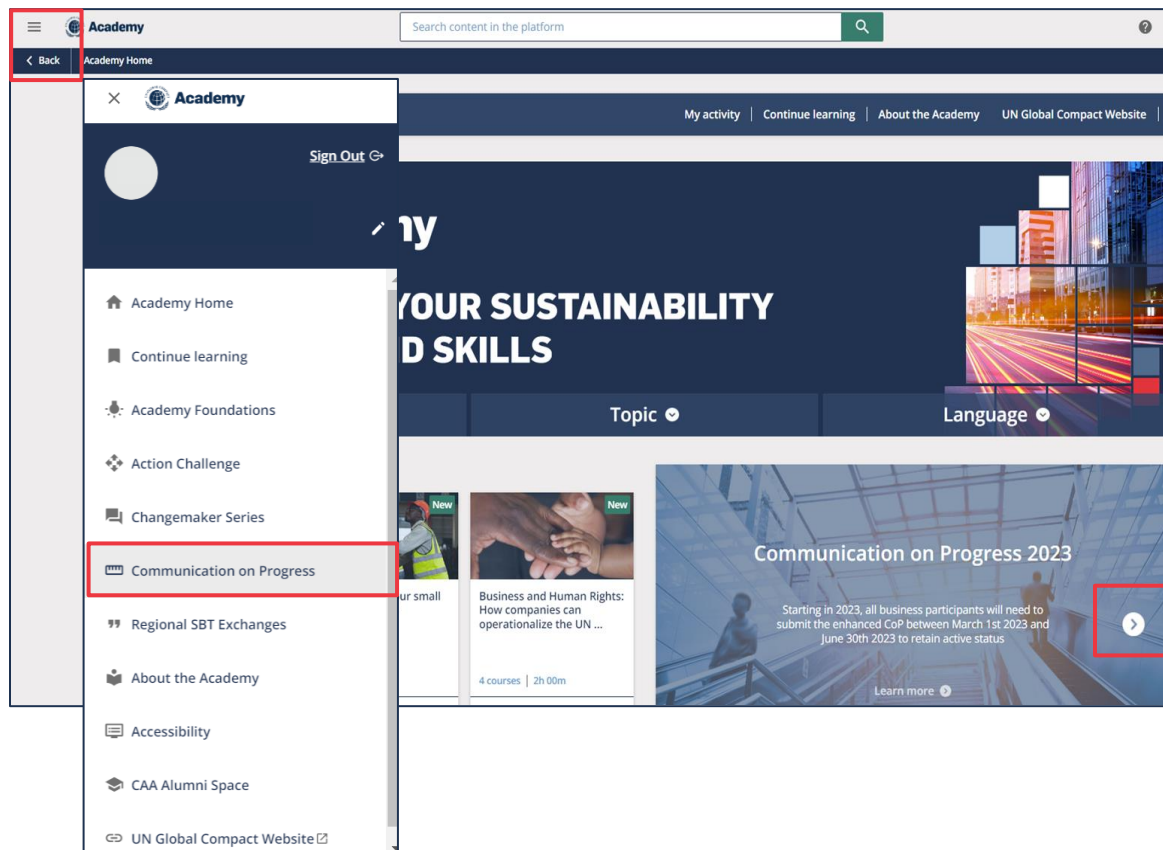 Academy
Search content in the platform
Back
Academy Home
Academy
Sign Out
My activity
Continue learning
About the Academy
UN Global Compact Website
my
YOUR SUSTAINABILITY
D SKILLS
Topic
Language
Academy Home
Continue learning
Academy Foundations
Action Challenge
Changemaker Series
Communication on Progress
Regional SBT Exchanges
About the Academy
Accessibility
CAA Alumni Space
UN Global Compact Website
New
ur small
New
Business and Human Rights:
How companies can
operationalize the UN ...
4 courses | 2h 00m
Communication on Progress 2023
Starting in 2023, all business participants will need to
submit the enhanced CoP between March 1st 2023 and
June 30th 2023 to retain active status
Learn more